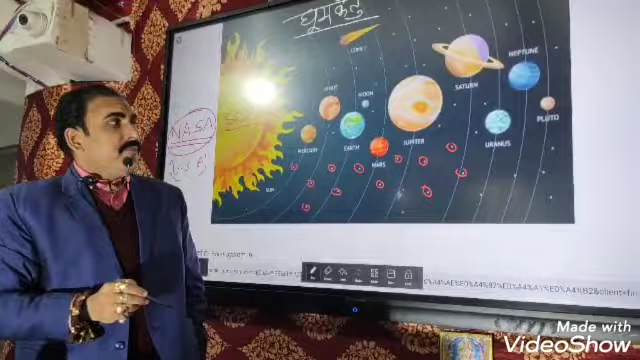 धूमकेतु
COMET
NEPTUNE
SATURN
VENUS
MOON
PLUTO
JUPITER
URANUS
MERCURY
EARTH
MARS
SUN
NASA
U.S.A
Made with
VideoShow